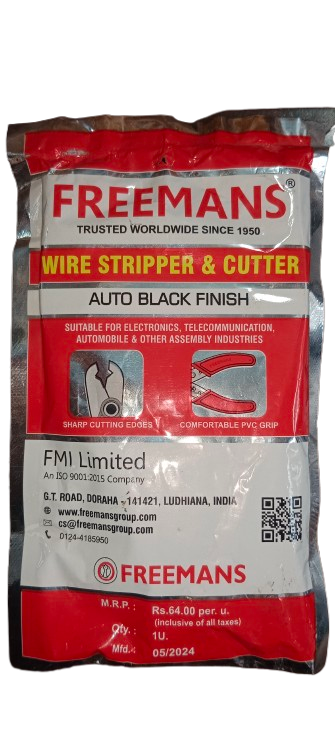 FREEMANS®
TRUSTED WORLDWIDE SINCE 1950
WIRE STRIPPER & CUTTER
AUTO BLACK FINISH
SUITABLE FOR ELECTRONICS, TELECOMMUNICATION,
AUTOMOBILE & OTHER ASSEMBLY INDUSTRIES
SHARP CUTTING EDGES COMFORTABLE PVC GRIP
FMI Limited
An ISO 9001:2015 Company
G.T. ROAD, DORAHA - 141421, LUDHIANA, INDIA
www.freemansgroup.com
cs@freemansgroup.com
0124-4185950
FREEMANS
M.R.P. : Rs.64.00 per. u.
(inclusive of all taxes)
Qty. : 1U.
Mfd.: 05/2024